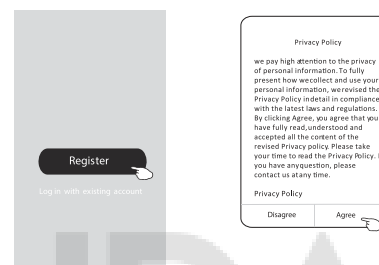 Register
Log in with existing account
Privacy Policy
we pay high attention to the privacy
of personal information. To fully
present how wecollect and use your
personal information, werevised the
Privacy Policy indetail in compliance
with the latest laws and regulations.
By clicking Agree, you agree that you
have fully read,understood and
accepted all the content of the
revised Privacy policy. Please take
your time to read the Privacy Policy.
you have anyquestion, please
contact us atany time.
Privacy Policy
Disagree
Agree